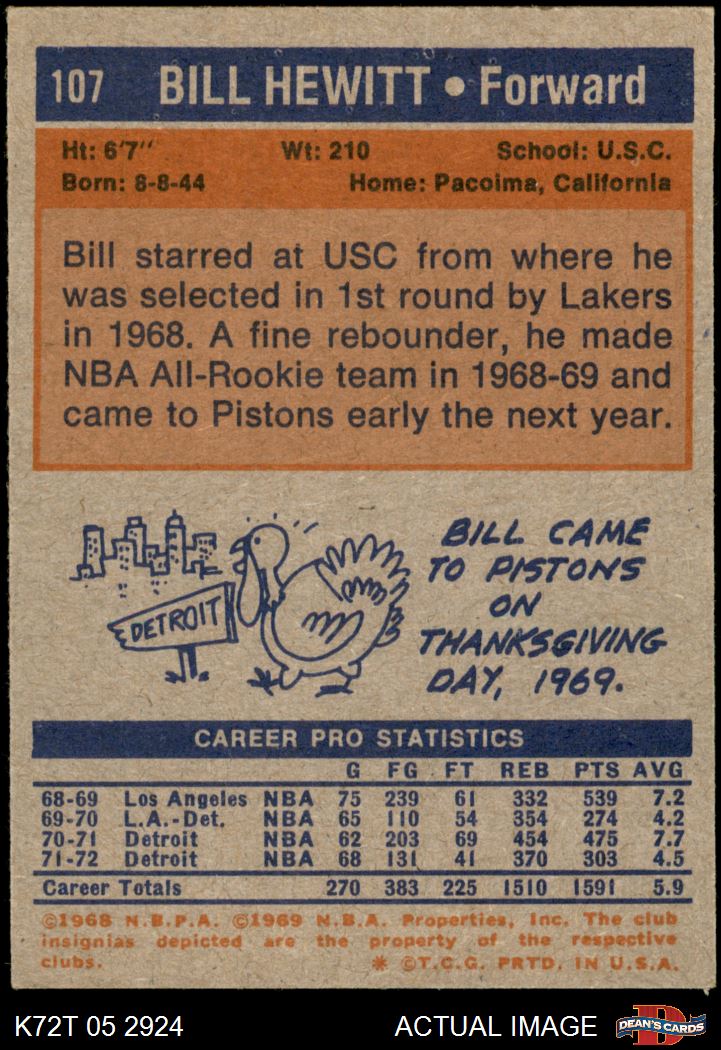 107 BILL HEWITT • Forward
Ht: 6'7" Wt: 210 School: U.S.C.
Born: 8-8-44 Home: Pacoima, California
Bill starred at USC from where he
was selected in 1st round by Lakers
in 1968. A fine rebounder, he made
NBA All-Rookie team in 1968-69 and
came to Pistons early the next year.
DETROIT
BILL CAME
TO PISTONS
ON
THANKSGIVING
DAY, 1969.
CAREER PRO STATISTICS
G FG FT REB PTS AVG
68-69 Los Angeles NBA 75 239 61 332 539 7.2
69-70 L.A.-Det. NBA 65 110 54 354 274 4.2
70-71 Detroit NBA 62 203 69 454 475 7.7
71-72 Detroit NBA 68 131 41 370 303 4.5
Career Totals 270 383 225 1510 1591 5.9
©1968 N.B.P.A. ©1969 N.B.A. Properties, Inc. The club
insignias depicted are the property of the respective
clubs. * ©T.C.G. PRTD. IN U.S.A.
K72T 05 2924 ACTUAL IMAGE D DEAN'S CARDS